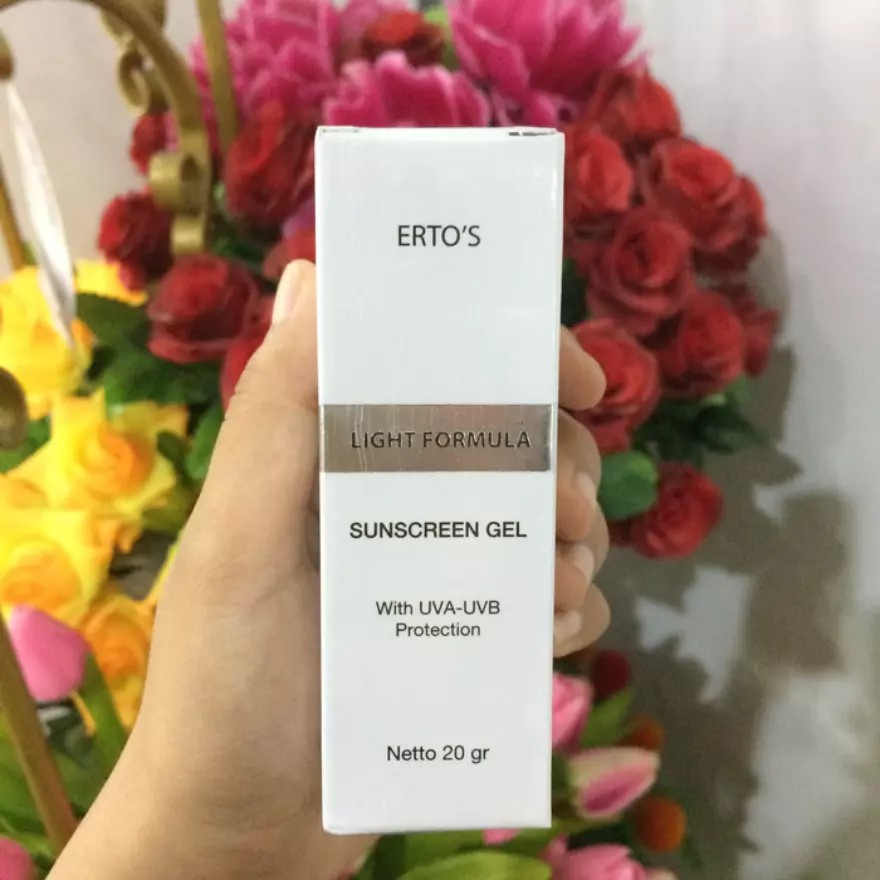 ERTO'S
LIGHT FORMULA
SUNSCREEN GEL
With UVA-UVB
Protection
Netto 20 gr